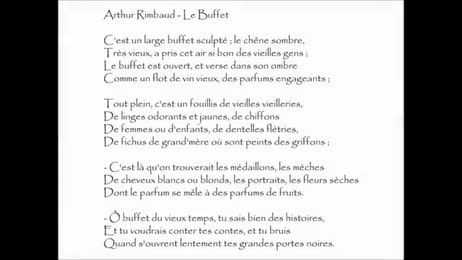 Arthur Rimbaud - Le Buffet
C'est un large buffet sculpté ; le chêne sombre,
Très vieux, a pris cet air si bon des vieilles gens ;
Le buffet est ouvert, et verse dans son ombre
Comme un flot de vin vieux, des parfums engageants ;
Tout plein, c'est un fouillis de vieilles vieilleries,
De linges odorants et jaunes, de chiffons
De femmes ou d'enfants, de dentelles flétries,
De fichus de grand'mère où sont peints des griffons ;
- C'est là qu'on trouverait les médaillons, les mèches
De cheveux blancs ou blonds, les portraits, les fleurs sèches
Dont le parfum se mêle à des parfums de fruits.
- Ô buffet du vieux temps, tu sais bien des histoires,
Et tu voudrais conter tes contes, et tu bruis
Quand s'ouvrent lentement tes grandes portes noires.